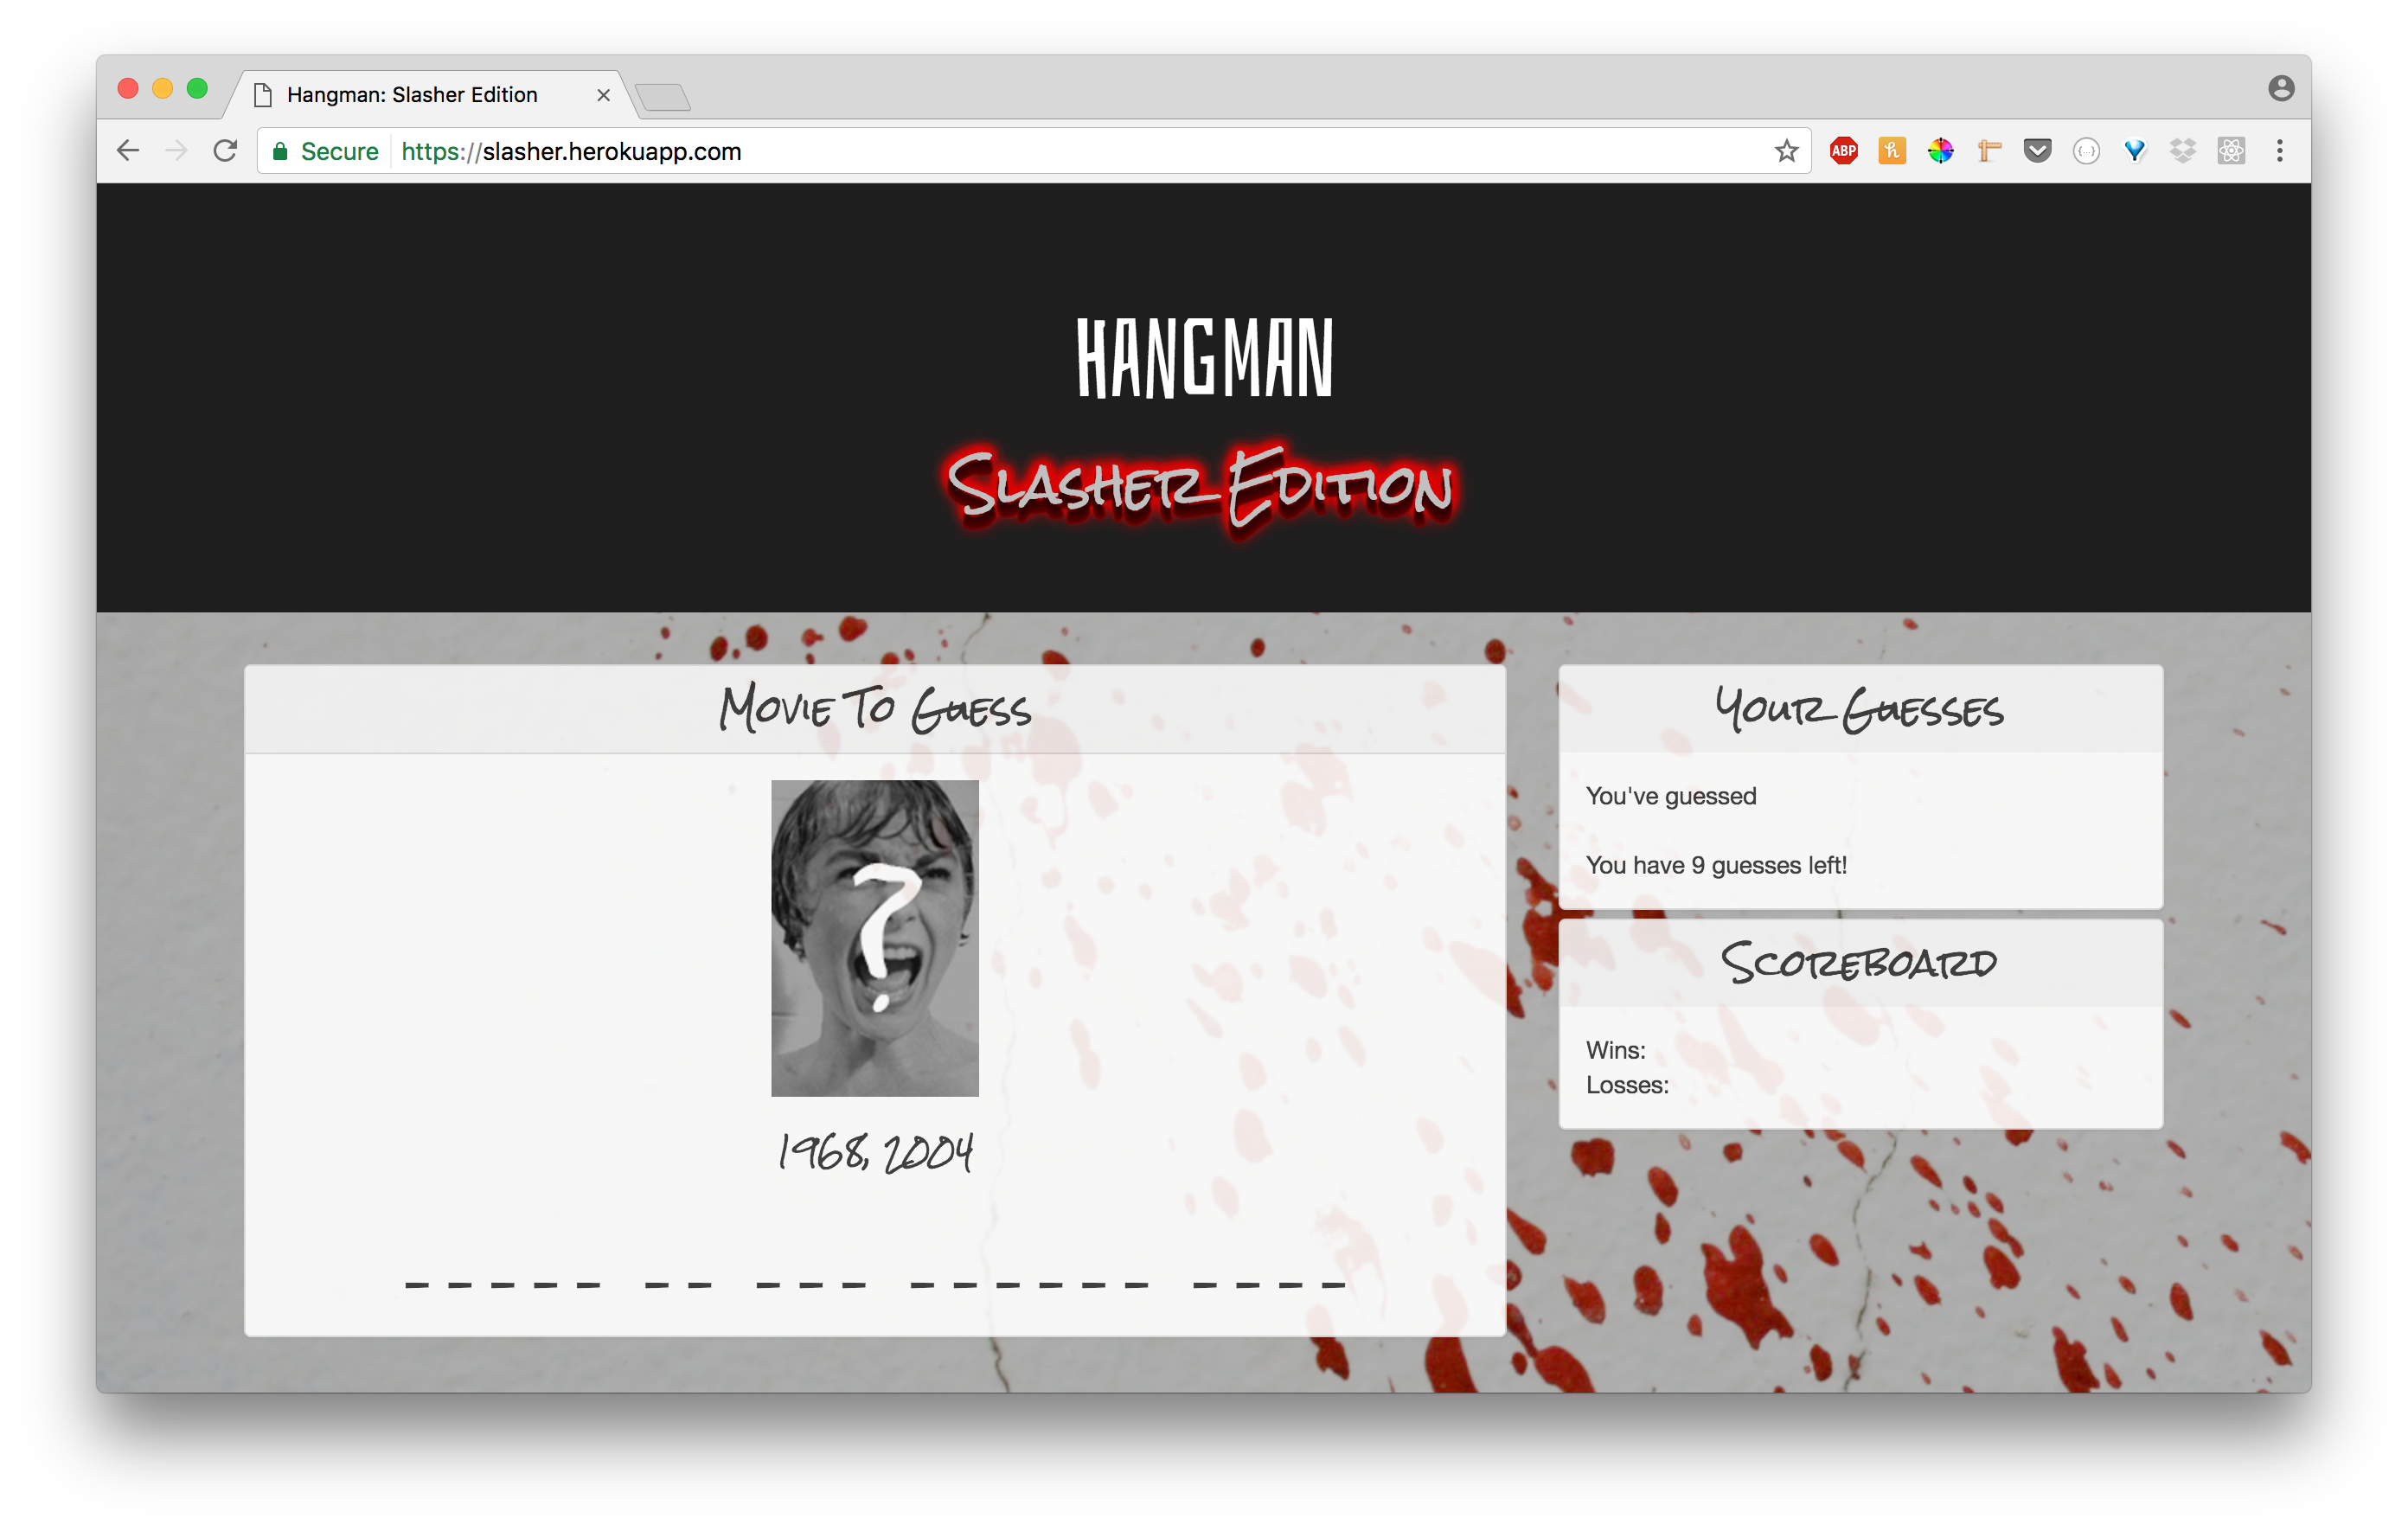 Hangman: Slasher Edition
Secure https://slasher.herokuapp.com
ABP
HANGMAN
Slasher Edition
Movie To Guess
?
1968, 2004
_ _ _ _ _  _ _  _ _ _  _ _ _ _ _ _  _ _ _ _
Your Guesses
You've guessed
You have 9 guesses left!
Scoreboard
Wins:
Losses: